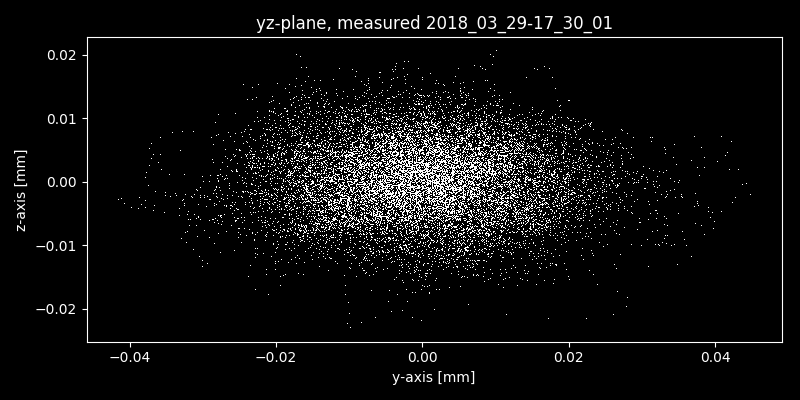 yz-plane, measured 2018_03_29-17_30_01
z-axis [mm]
0.02
0.01
0.00
−0.01
−0.02
−0.04 −0.02 0.00 0.02 0.04
y-axis [mm]